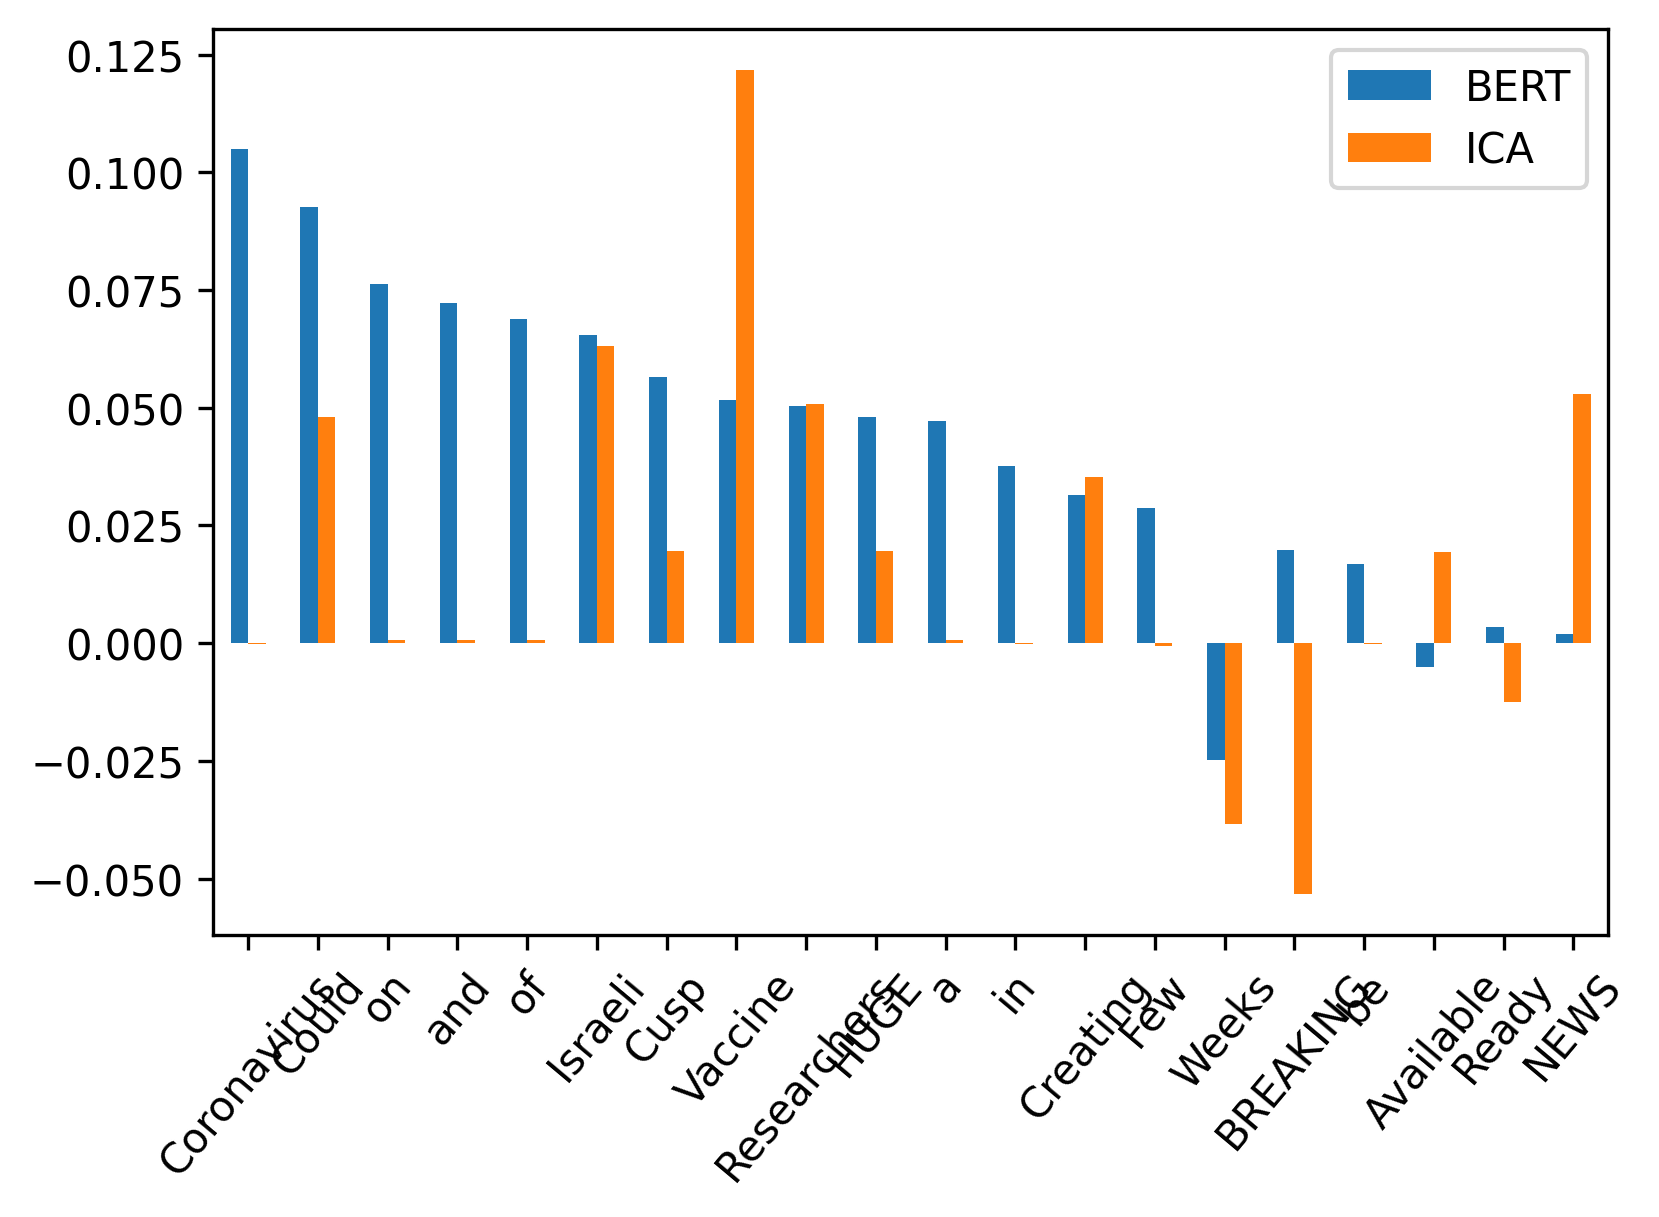 0.125
0.100
0.075
0.050
0.025
0.000
−0.025
−0.050
BERT
ICA
Coronavirus
Could
on
and
of
Israeli
Cusp
Vaccine
Researchers
HUGE
a
in
Creating
Few
Weeks
BREAKING
be
Available
Ready
NEWS